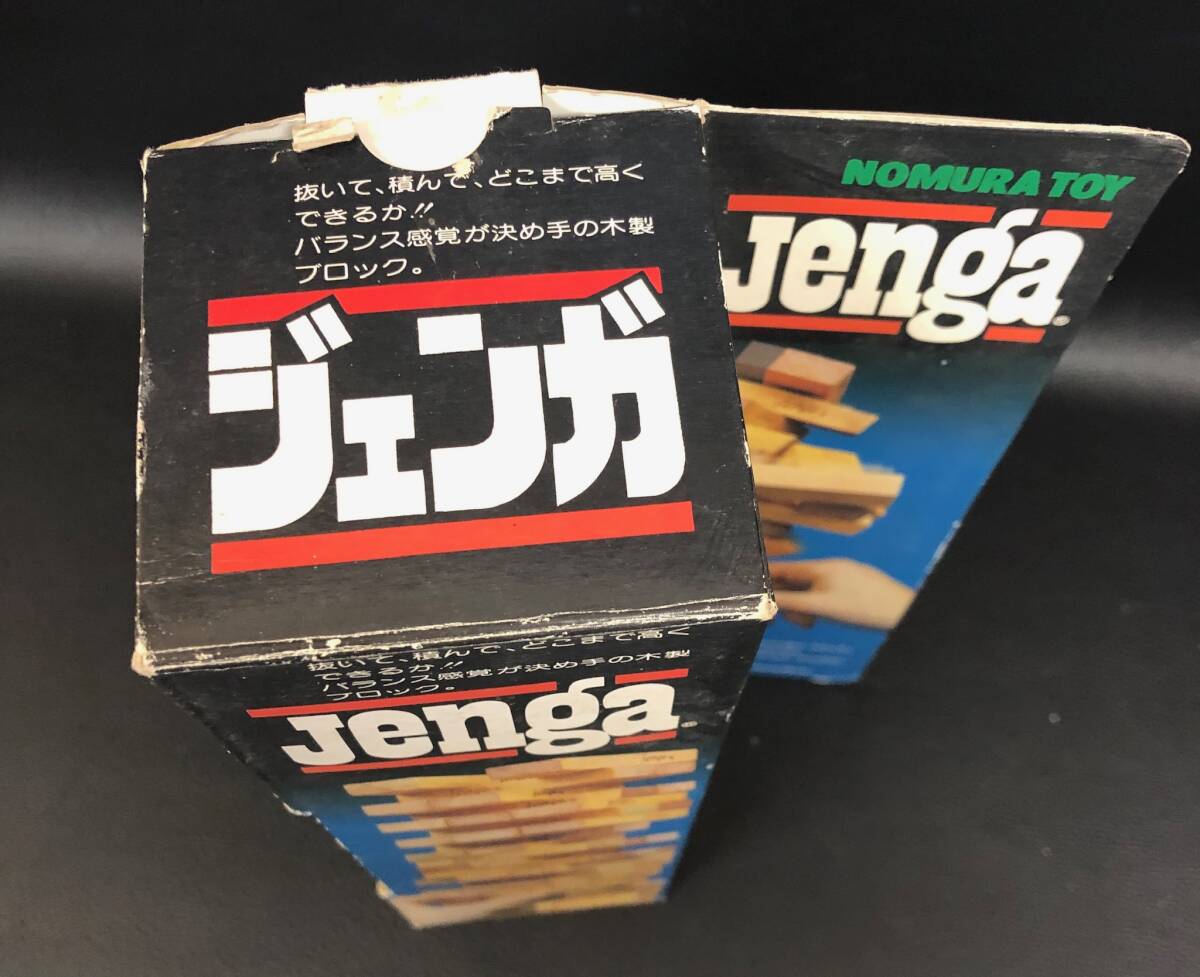 抜いて、積んで、どこまで高く
できるか!!
バランス感覚が決め手の木製
ブロック。
ジェンガ
NOMURA TOY
Jenga®
抜いて、積んで、どこまで高く
できるか!!
バランス感覚が決め手の木製
ブロック。
Jenga®